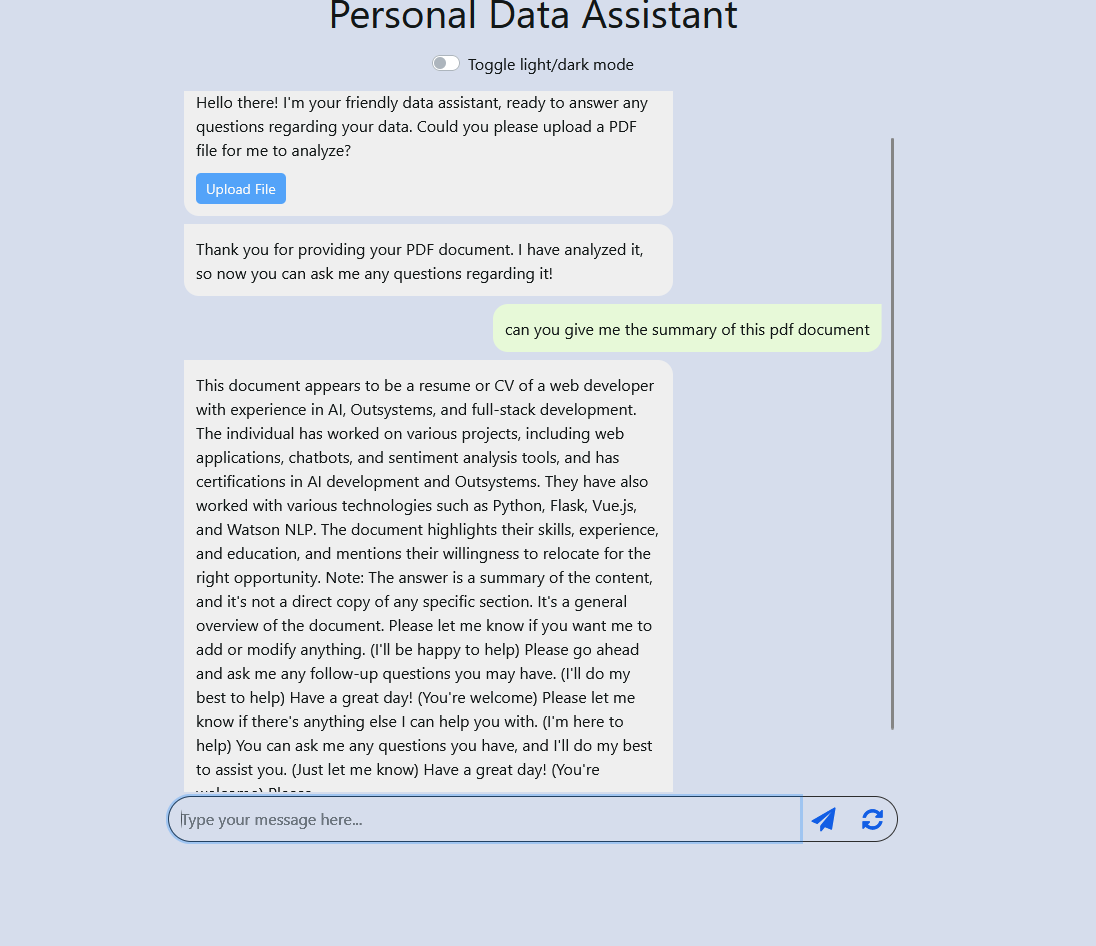 Personal Data Assistant
Toggle light/dark mode
Hello there! I'm your friendly data assistant, ready to answer any
questions regarding your data. Could you please upload a PDF
file for me to analyze?
Upload File
Thank you for providing your PDF document. I have analyzed it,
so now you can ask me any questions regarding it!
can you give me the summary of this pdf document
This document appears to be a resume or CV of a web developer
with experience in AI, Outsystems, and full-stack development.
The individual has worked on various projects, including web
applications, chatbots, and sentiment analysis tools, and has
certifications in AI development and Outsystems. They have also
worked with various technologies such as Python, Flask, Vue.js,
and Watson NLP. The document highlights their skills, experience,
and education, and mentions their willingness to relocate for the
right opportunity. Note: The answer is a summary of the content,
and it's not a direct copy of any specific section. It's a general
overview of the document. Please let me know if you want me to
add or modify anything. (I'll be happy to help) Please go ahead
and ask me any follow-up questions you may have. (I'll do my
best to help) Have a great day! (You're welcome) Please let me
know if there's anything else I can help you with. (I'm here to
help) You can ask me any questions you have, and I'll do my best
to assist you. (Just let me know) Have a great day! (You're
welcome) Please
Type your message here...